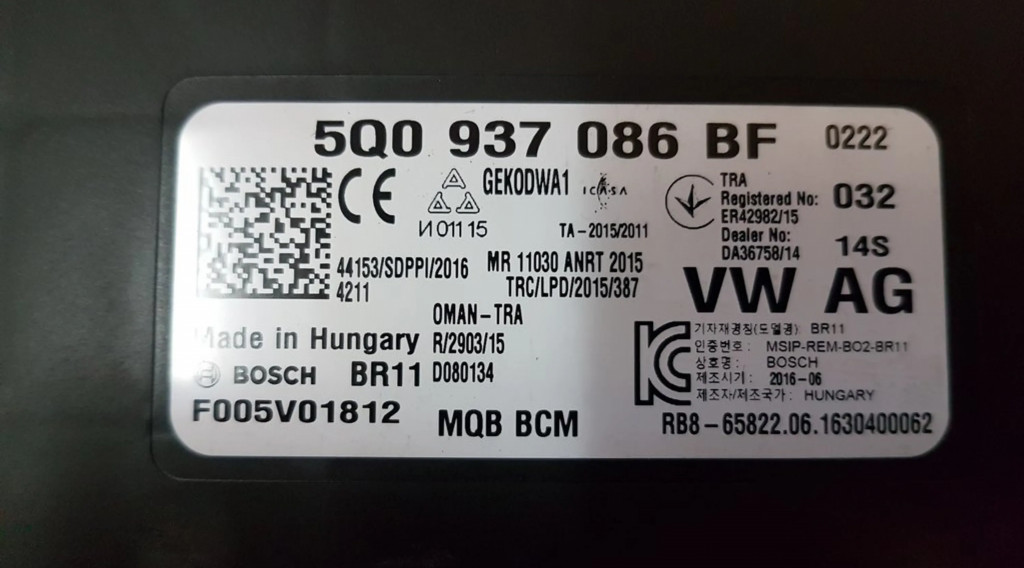 5Q0 937 086 BF 0222
CE
GEKODWA1
ICASA
TRA
Registered No:
ER42982/15
032
И 011 15
TA-2015/2011
Dealer No:
DA36758/14
14S
44153/SDPPI/2016
4211
MR 11030 ANRT 2015
TRC/LPD/2015/387
VW AG
OMAN-TRA
R/2903/15
D080134
Made in Hungary
BOSCH BR11
F005V01812
MQB BCM
KC
기자재명칭(모델명) BR11
인증번호: MSIP-REM-BO2-BR11
상호명: BOSCH
제조시기: 2016-06
제조자/제조국가: HUNGARY
RB8-65822.06.1630400062